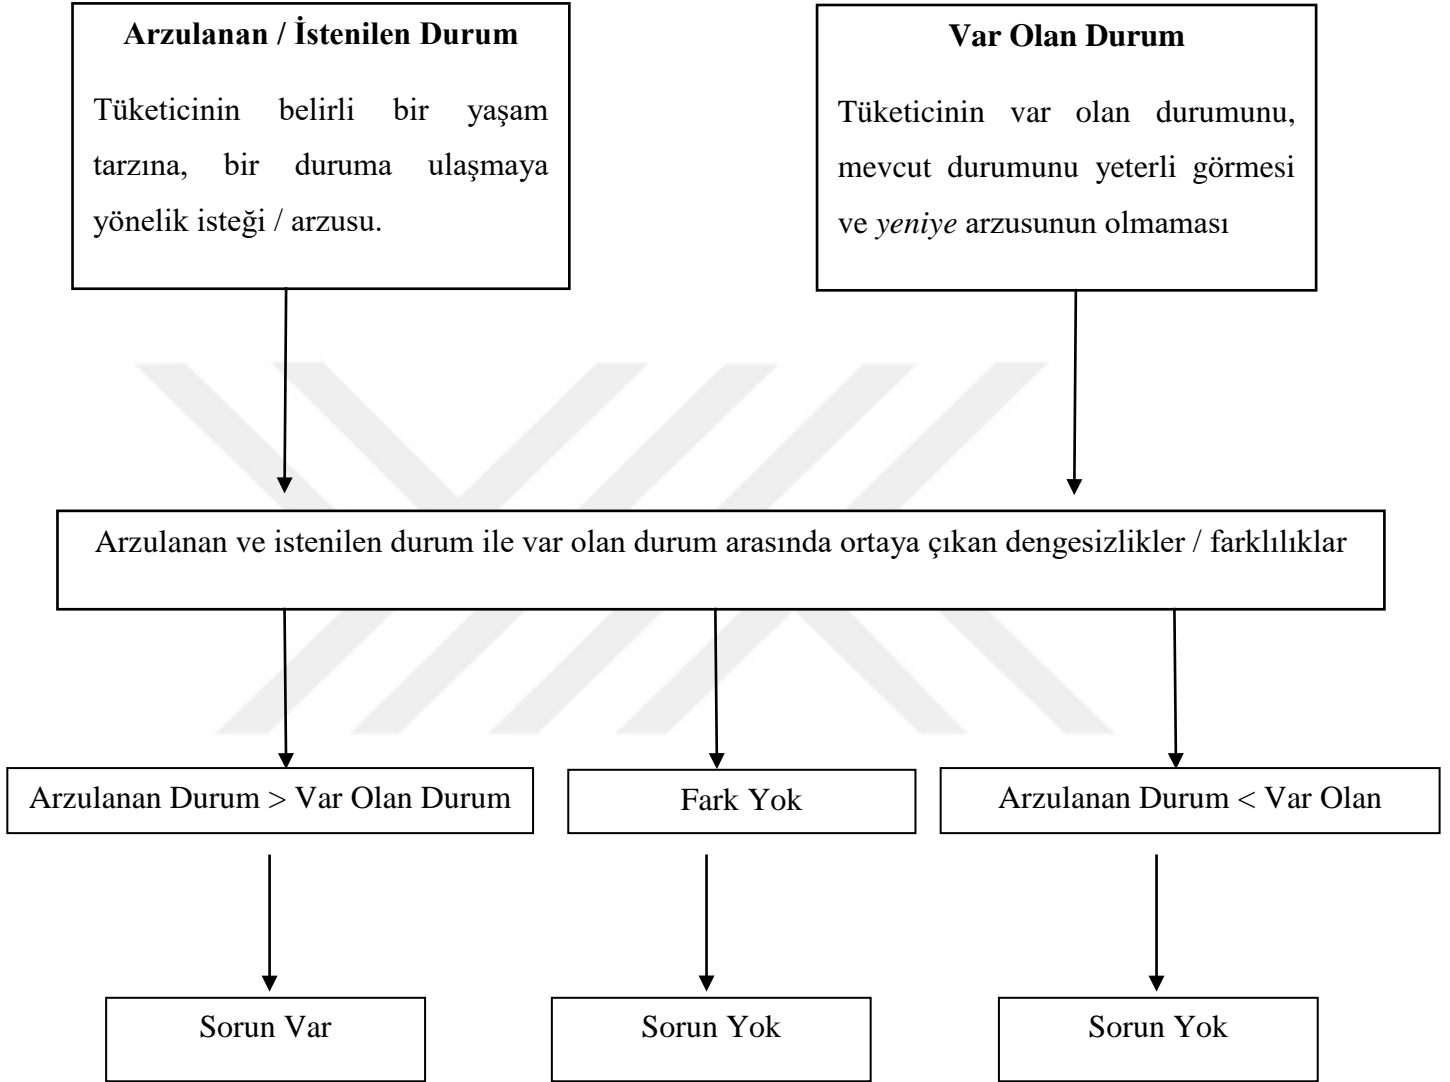 Arzulanan / İstenilen Durum
Tüketicinin belirli bir yaşam
tarzına, bir duruma ulaşmaya
yönelik isteği / arzusu.
Var Olan Durum
Tüketicinin var olan durumunu,
mevcut durumunu yeterli görmesi
ve yeniye arzusunun olmaması
Arzulanan ve istenilen durum ile var olan durum arasında ortaya çıkan dengesizlikler / farklılıklar
Arzulanan Durum > Var Olan Durum
Fark Yok
Arzulanan Durum < Var Olan
Sorun Var
Sorun Yok
Sorun Yok